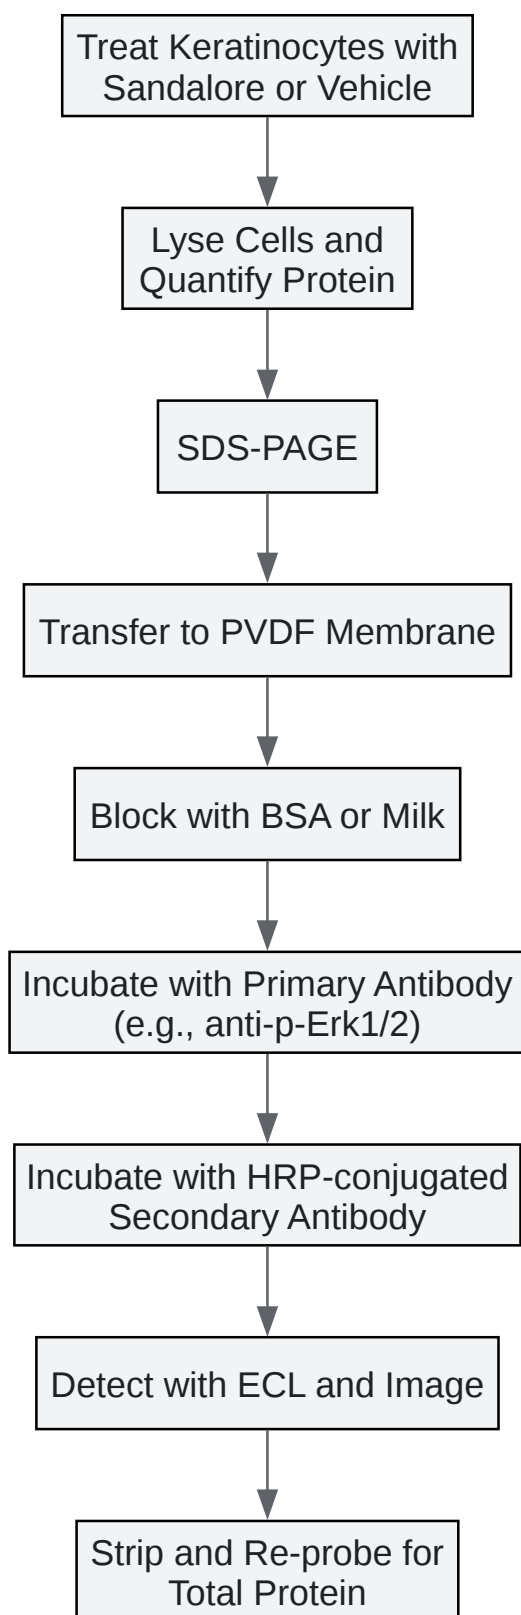 Treat Keratinocytes with
Sandalore or Vehicle
Lyse Cells and
Quantify Protein
SDS-PAGE
Transfer to PVDF Membrane
Block with BSA or Milk
Incubate with Primary Antibody
(e.g., anti-p-Erk1/2)
Incubate with HRP-conjugated
Secondary Antibody
Detect with ECL and Image
Strip and Re-probe for
Total Protein